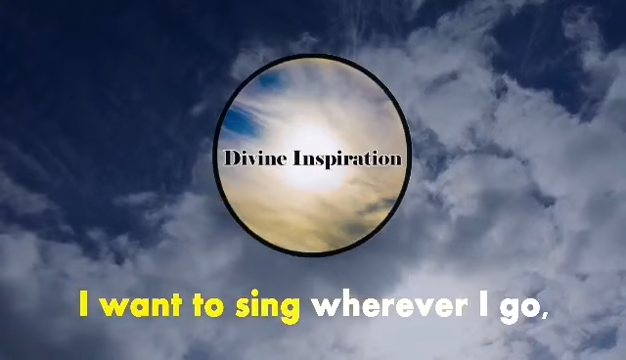 Divine Inspiration
I want to sing wherever I go,